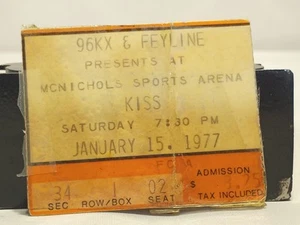 96KX & FEYLINE
PRESENTS AT
MCNICHOLS SPORTS ARENA
KISS
SATURDAY 7:30 PM
JANUARY 15. 1977
ADMISSION
34 1 02 $
SEC ROW/BOX SEAT TAX INCLUDED